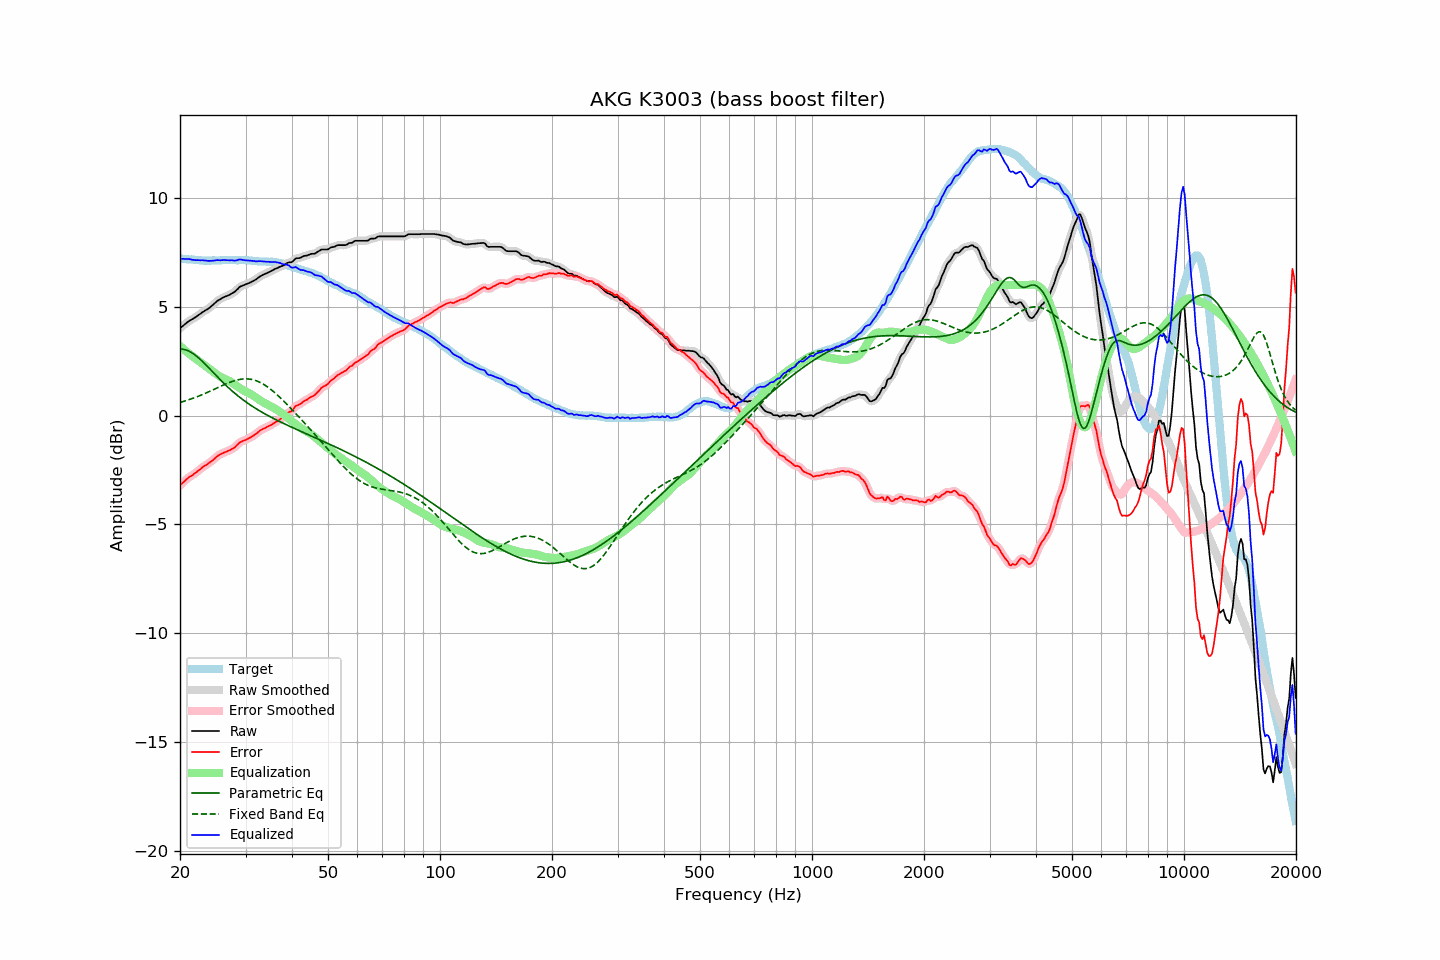 AKG K3003 (bass boost filter)
Amplitude (dBr)
10
5
0
−5
−10
−15
−20
Target
Raw Smoothed
Error Smoothed
Raw
Error
Equalization
Parametric Eq
Fixed Band Eq
Equalized
20 50 100 200 500 1000 2000 5000 10000 20000
Frequency (Hz)